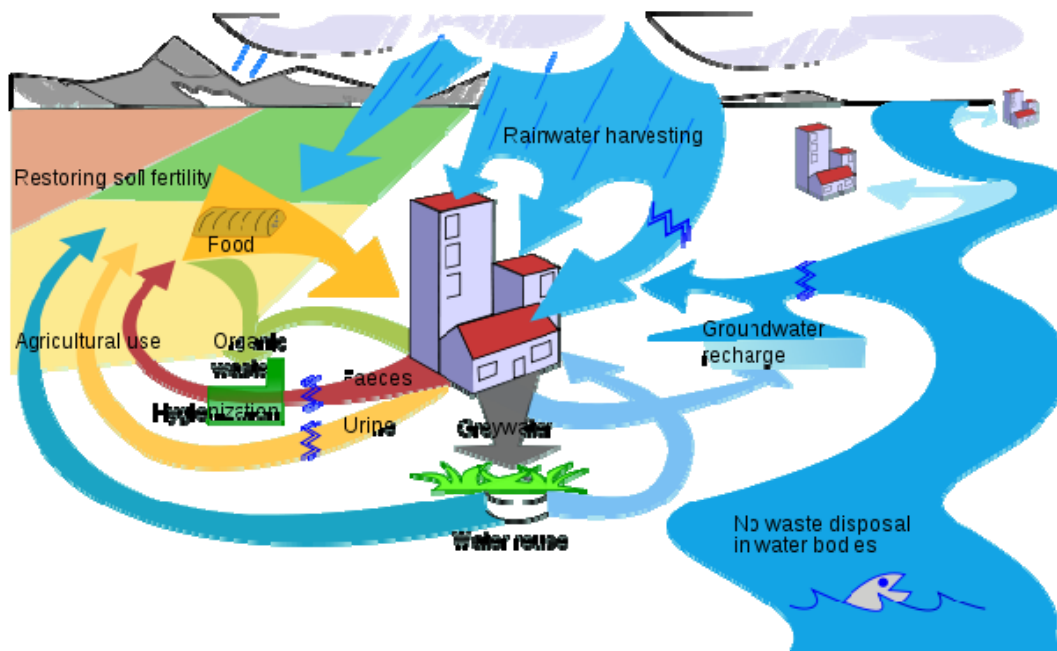 Rainwater harvesting
Restoring soil fertility
Food
Agricultural use
Organic
waste
Groundwater
recharge
Faeces
Hygienization
Urine
Greywater
Water reuse
No waste disposal
in water bodies